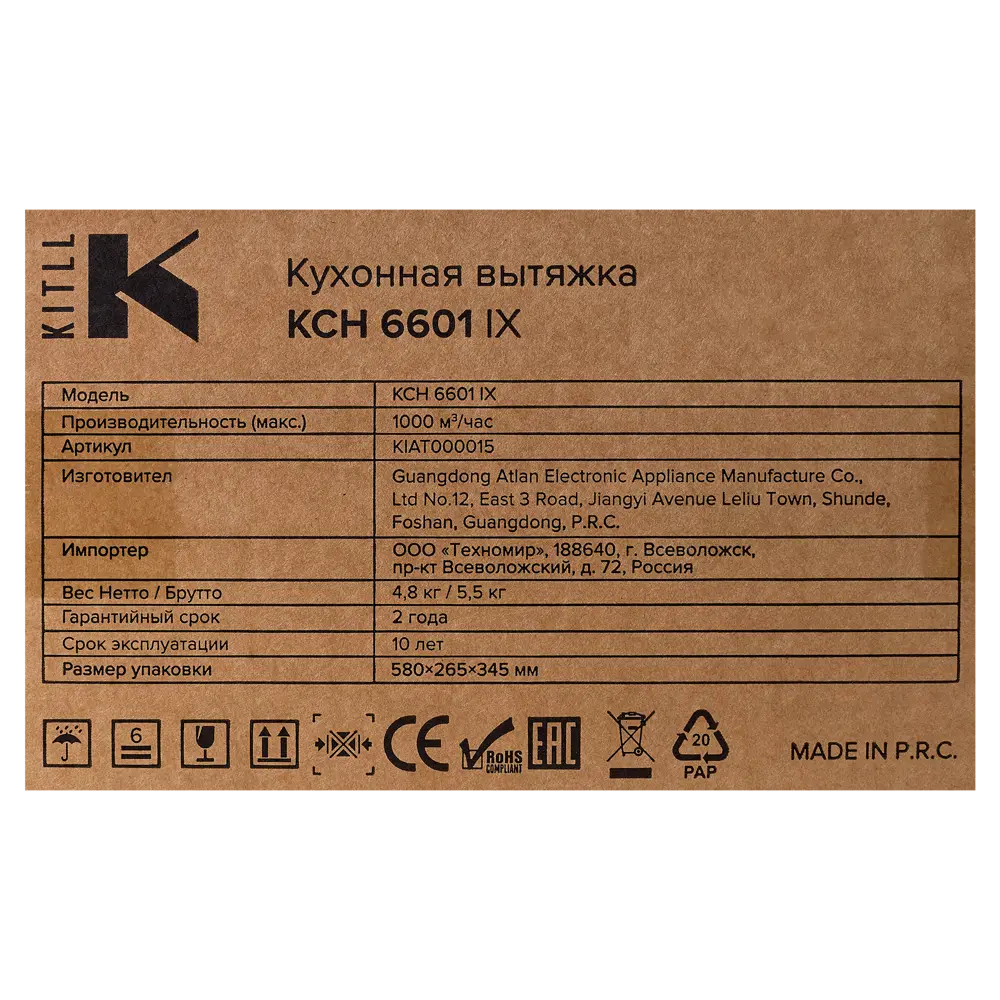 KITLL
Кухонная вытяжка
KCH 6601 IX
Модель KCH 6601 IX
Производительность (макс.) 1000 м³/час
Артикул KIAT000015
Изготовител Guangdong Atlan Electronic Appliance Manufacture Co.,
Ltd No.12, East 3 Road, Jiangyi Avenue Leliu Town, Shunde,
Foshan, Guangdong, P.R.C.
Импортер ООО «Техномир», 188640, г. Всеволожск,
пр-кт Всеволожский, д. 72, Россия
Вес Нетто / Брутто 4,8 кг / 5,5 кг
Гарантийный срок 2 года
Срок эксплуатации 10 лет
Размер упаковки 580×265×345 мм
6
CE
RoHS
COMPLIANT
EAC
20
PAP
MADE IN P.R.C.